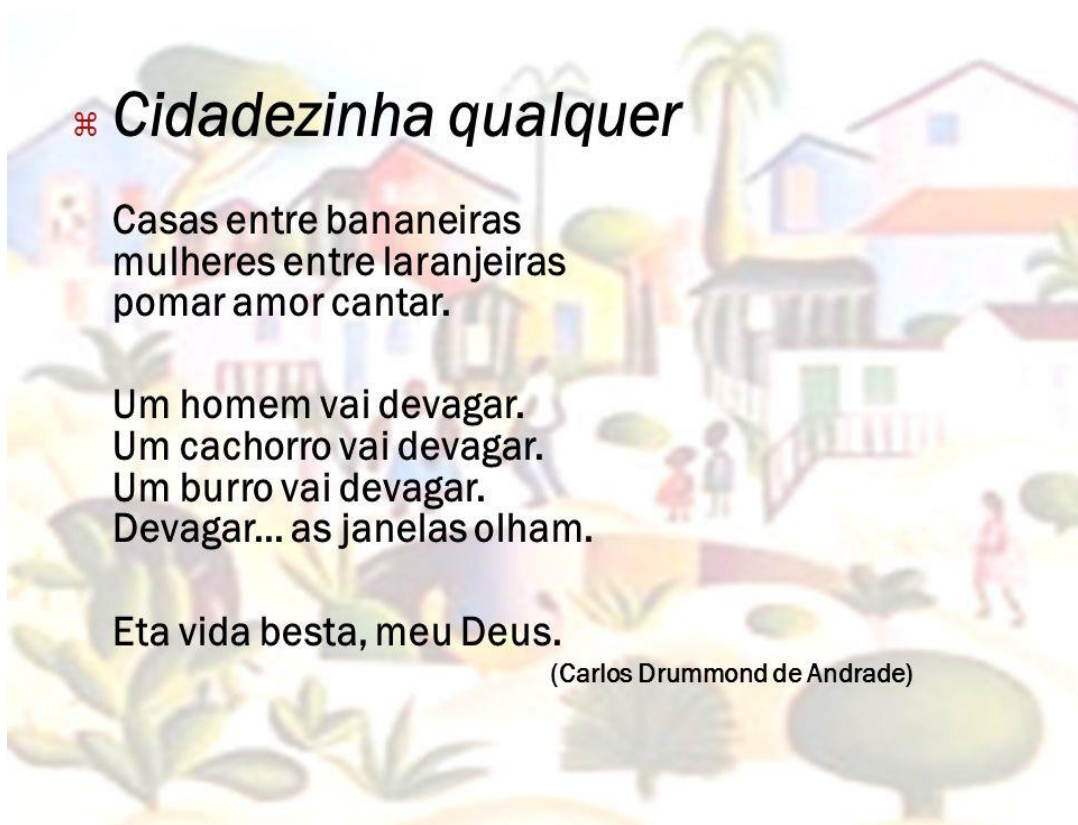 ⌘ Cidadezinha qualquer
Casas entre bananeiras
mulheres entre laranjeiras
pomar amor cantar.
Um homem vai devagar.
Um cachorro vai devagar.
Um burro vai devagar.
Devagar... as janelas olham.
Eta vida besta, meu Deus.
(Carlos Drummond de Andrade)